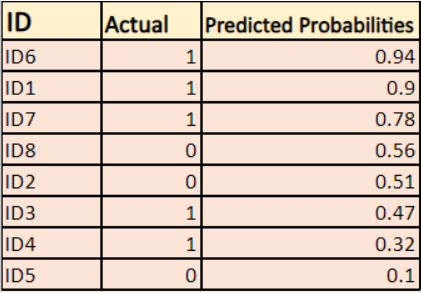 ID Actual Predicted Probabilities
ID6 1 0.94
ID1 1 0.9
ID7 1 0.78
ID8 0 0.56
ID2 0 0.51
ID3 1 0.47
ID4 1 0.32
ID5 0 0.1